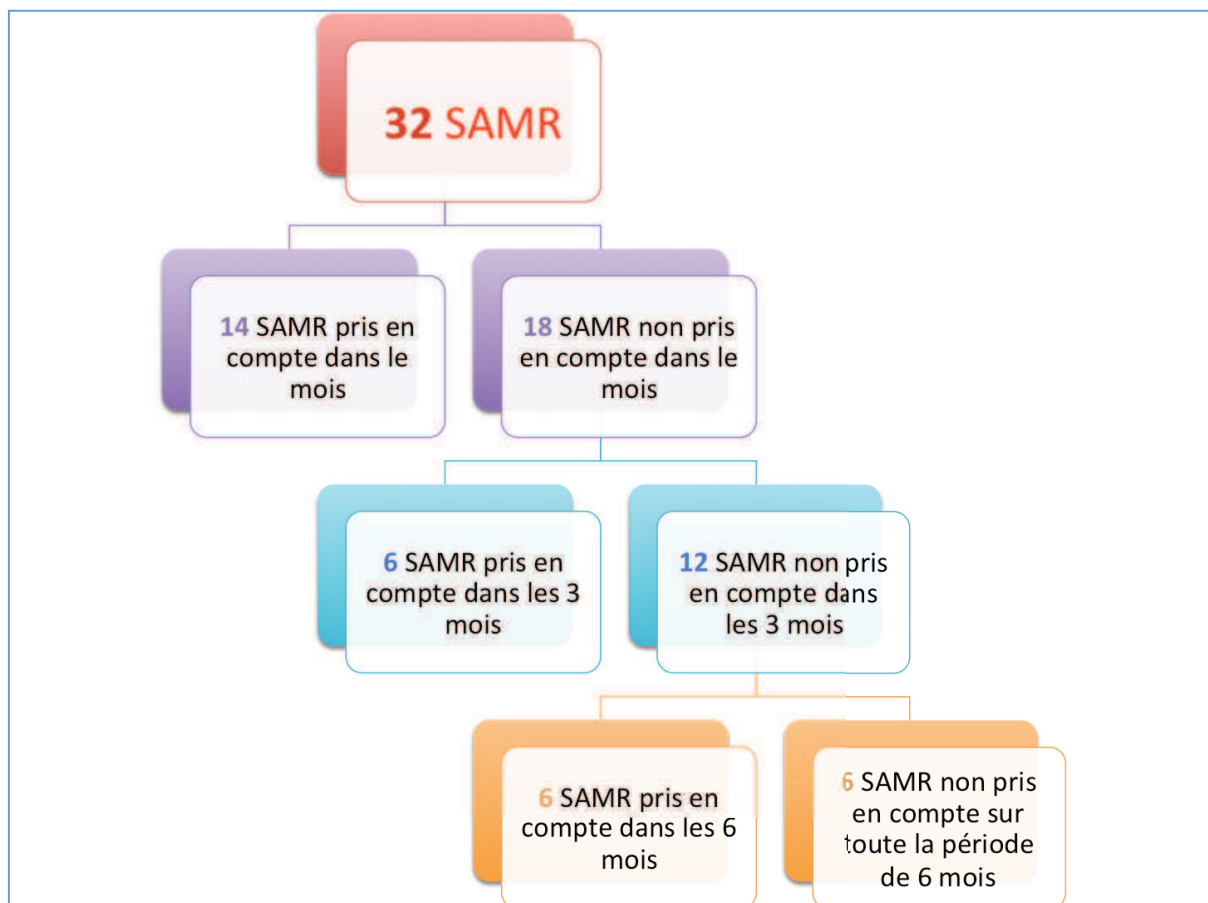 32 SAMR
14 SAMR pris en
compte dans le
mois
18 SAMR non pris
en compte dans le
mois
6 SAMR pris en
compte dans les 3
mois
12 SAMR non pris
en compte dans
les 3 mois
6 SAMR pris en
compte dans les 6
mois
6 SAMR non pris
en compte sur
toute la période
de 6 mois